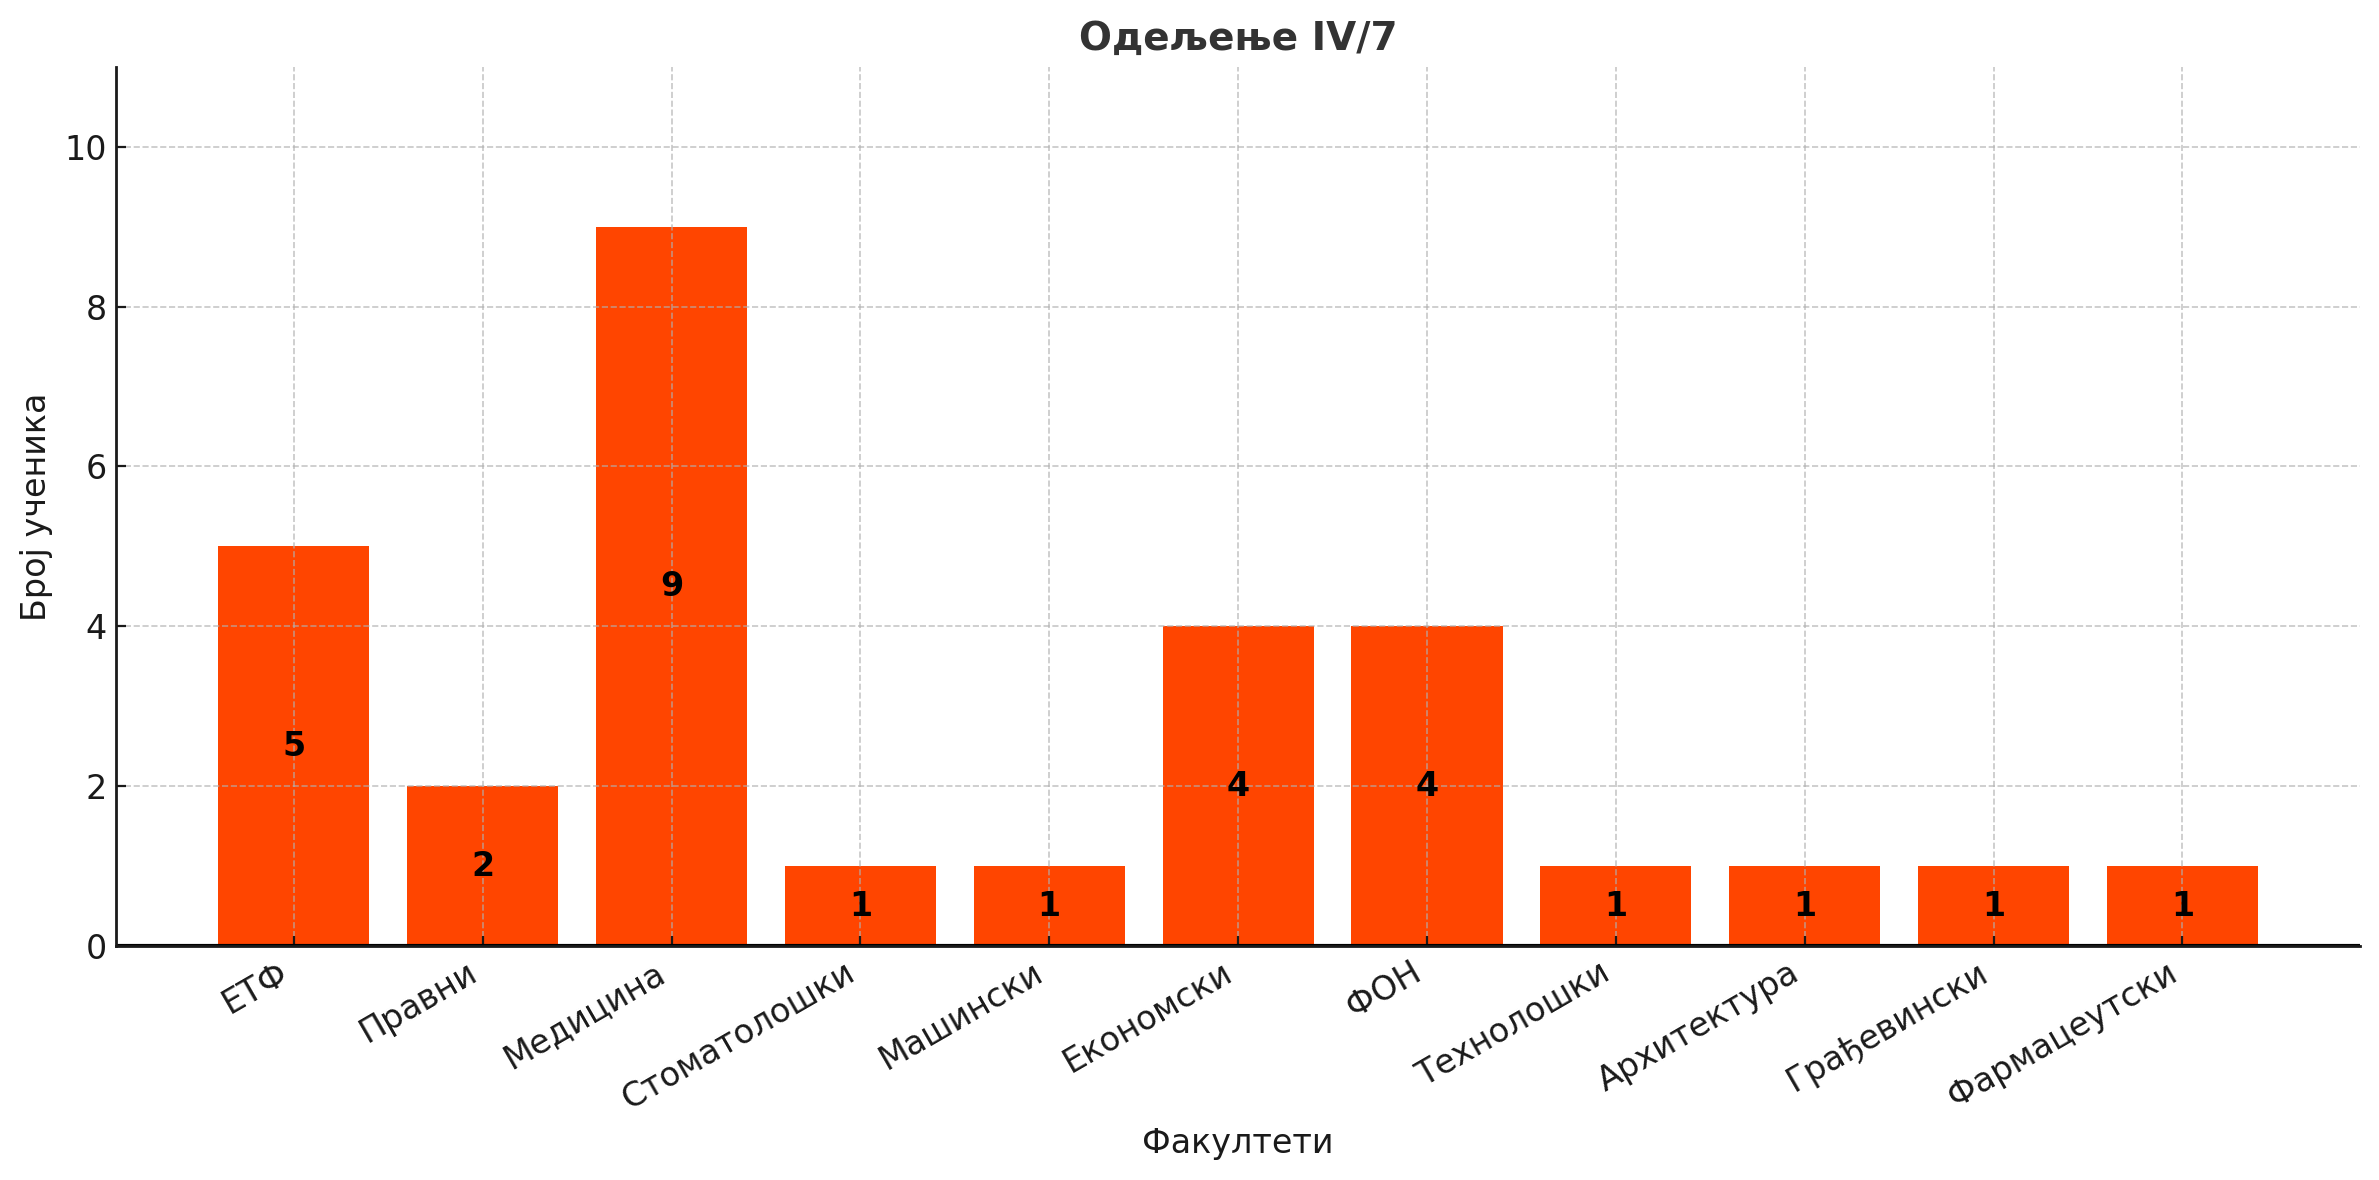 Одељење IV/7
Број ученика
10
8
6
4
2
0
5
2
9
1
1
4
4
1
1
1
1
ЕТФ
Правни
Медицина
Стоматолошки
Машински
Економски
ФОН
Технолошки
Архитектура
Грађевински
Фармацеутски
Факултети